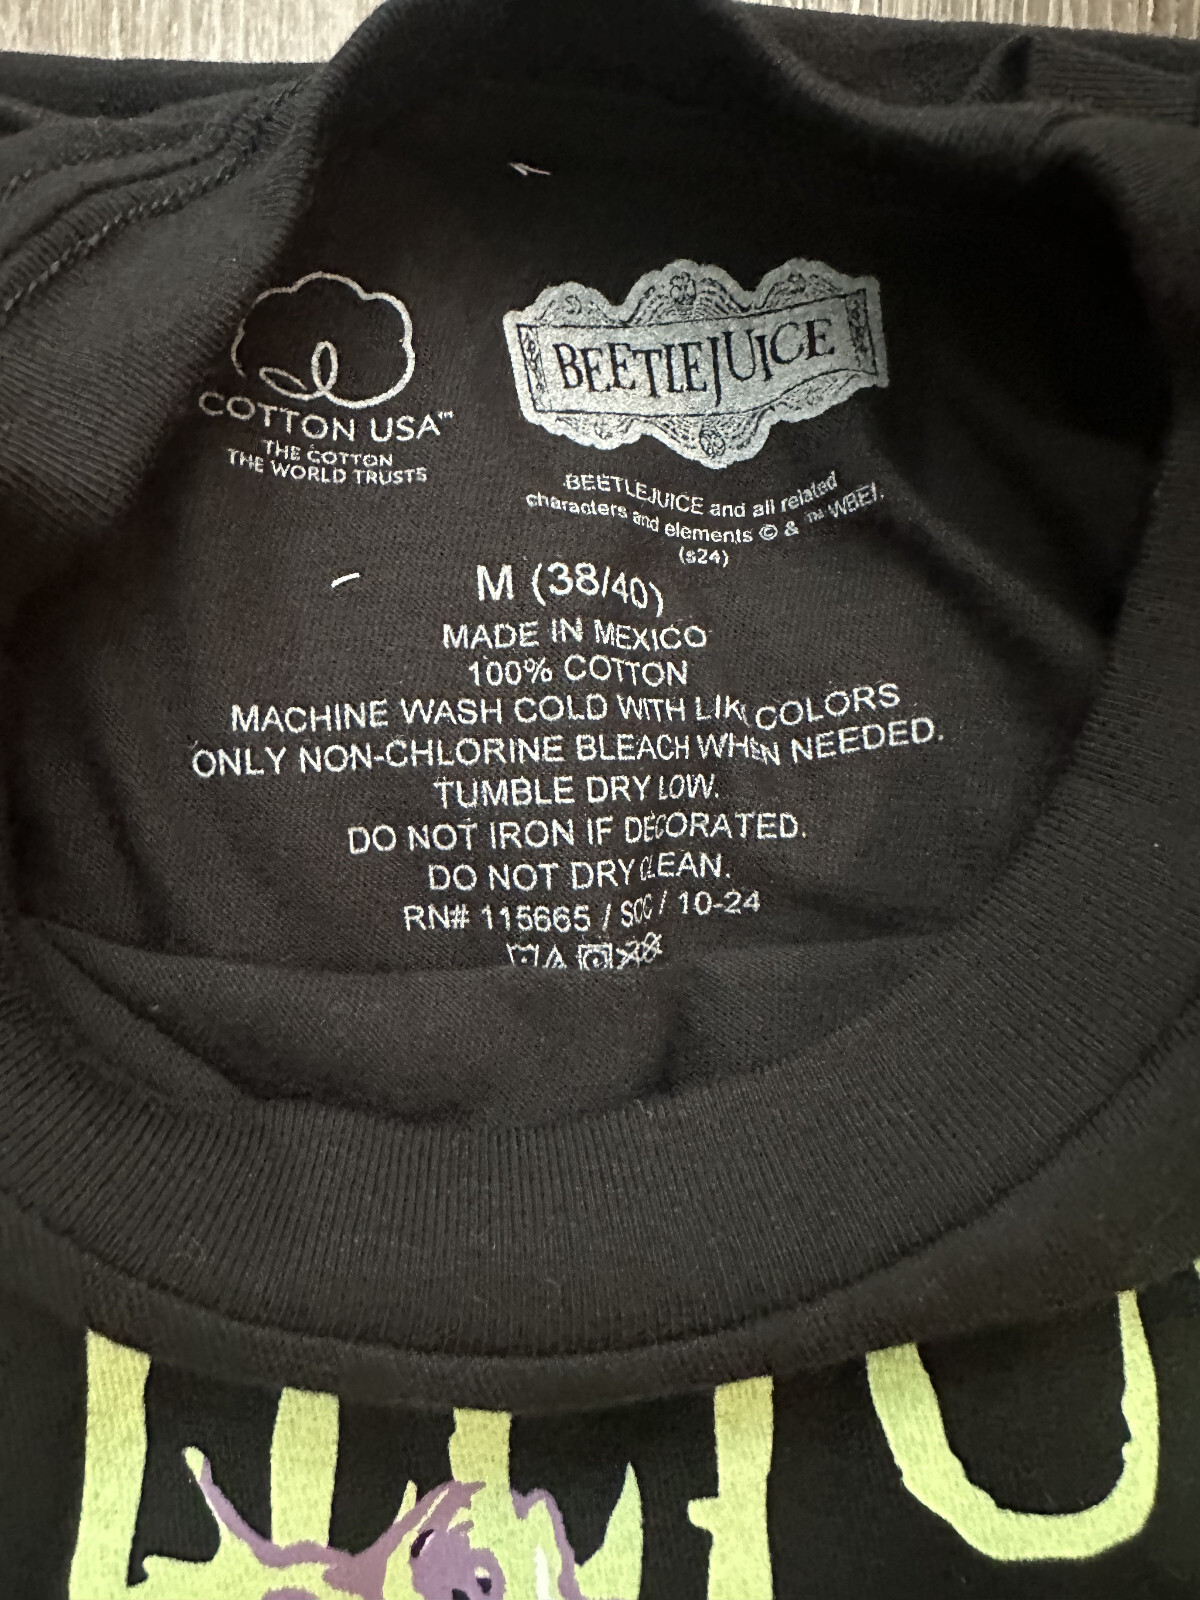 COTTON USA™
THE COTTON
THE WORLD TRUSTS
BEETLEJUICE
BEETLEJUICE and all related
characters and elements © & ™ WBEI.
(s24)
M (38/40)
MADE IN MEXICO
100% COTTON
MACHINE WASH COLD WITH LIK COLORS
ONLY NON-CHLORINE BLEACH WHEN NEEDED.
TUMBLE DRY LOW.
DO NOT IRON IF DECORATED.
DO NOT DRY CLEAN.
RN# 115665 / SCC / 10-24